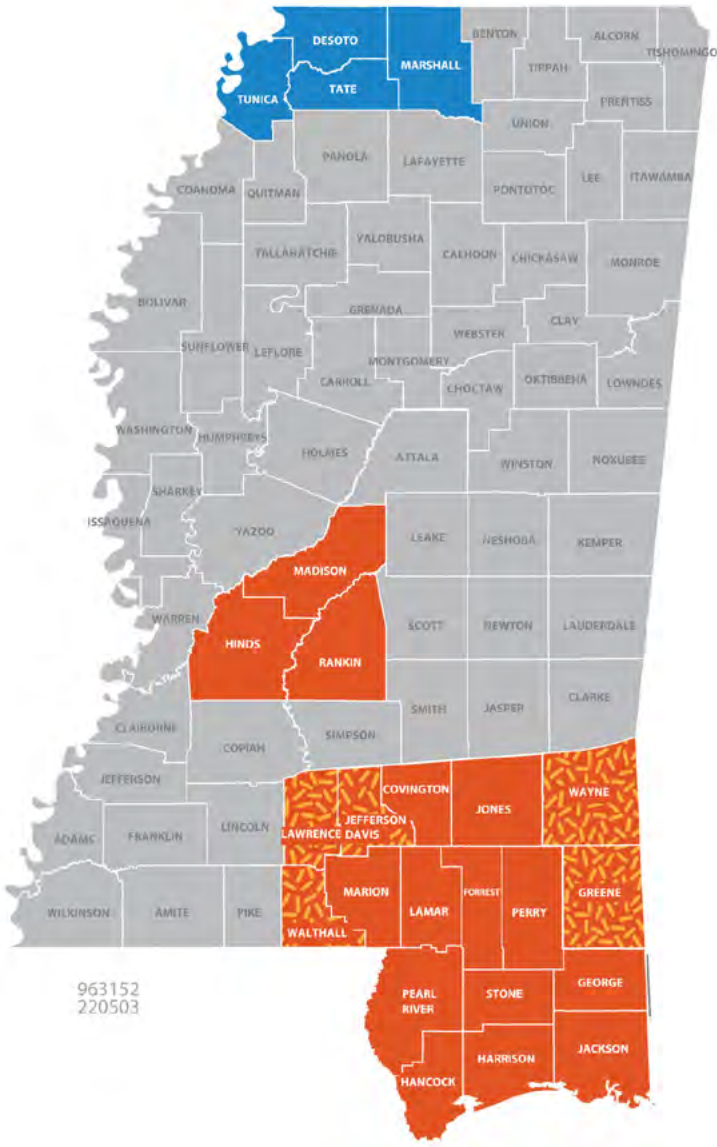 DESOTO
BENTON
ALCORN
TISHOMINGO
MARSHALL
TIPPAH
TATE
TUNICA
PRENTISS
UNION
PANOLA
LAFAYETTE
COAHOMA
QUITMAN
PONTOTOC
LEE
ITAWAMBA
YALOBUSHA
TALLAHATCHIE
CALHOUN
CHICKASAW
MONROE
BOLIVAR
GRENADA
CLAY
SUNFLOWER
LEFLORE
WEBSTER
MONTGOMERY
CARROLL
CHOCTAW
OKTIBBEHA
LOWNDES
WASHINGTON
HUMPHREYS
HOLMES
ATTALA
WINSTON
NOXUBEE
SHARKEY
ISSAQUENA
YAZOO
LEAKE
NESHOBA
KEMPER
MADISON
WARREN
HINDS
RANKIN
SCOTT
NEWTON
LAUDERDALE
CLAIBORNE
COPIAH
SIMPSON
SMITH
JASPER
CLARKE
JEFFERSON
COVINGTON
JONES
WAYNE
ADAMS
FRANKLIN
LINCOLN
LAWRENCE
JEFFERSON
DAVIS
MARION
LAMAR
FORREST
PERRY
GREENE
WILKINSON
AMITE
PIKE
WALTHALL
963152
220503
PEARL
RIVER
STONE
GEORGE
HANCOCK
HARRISON
JACKSON